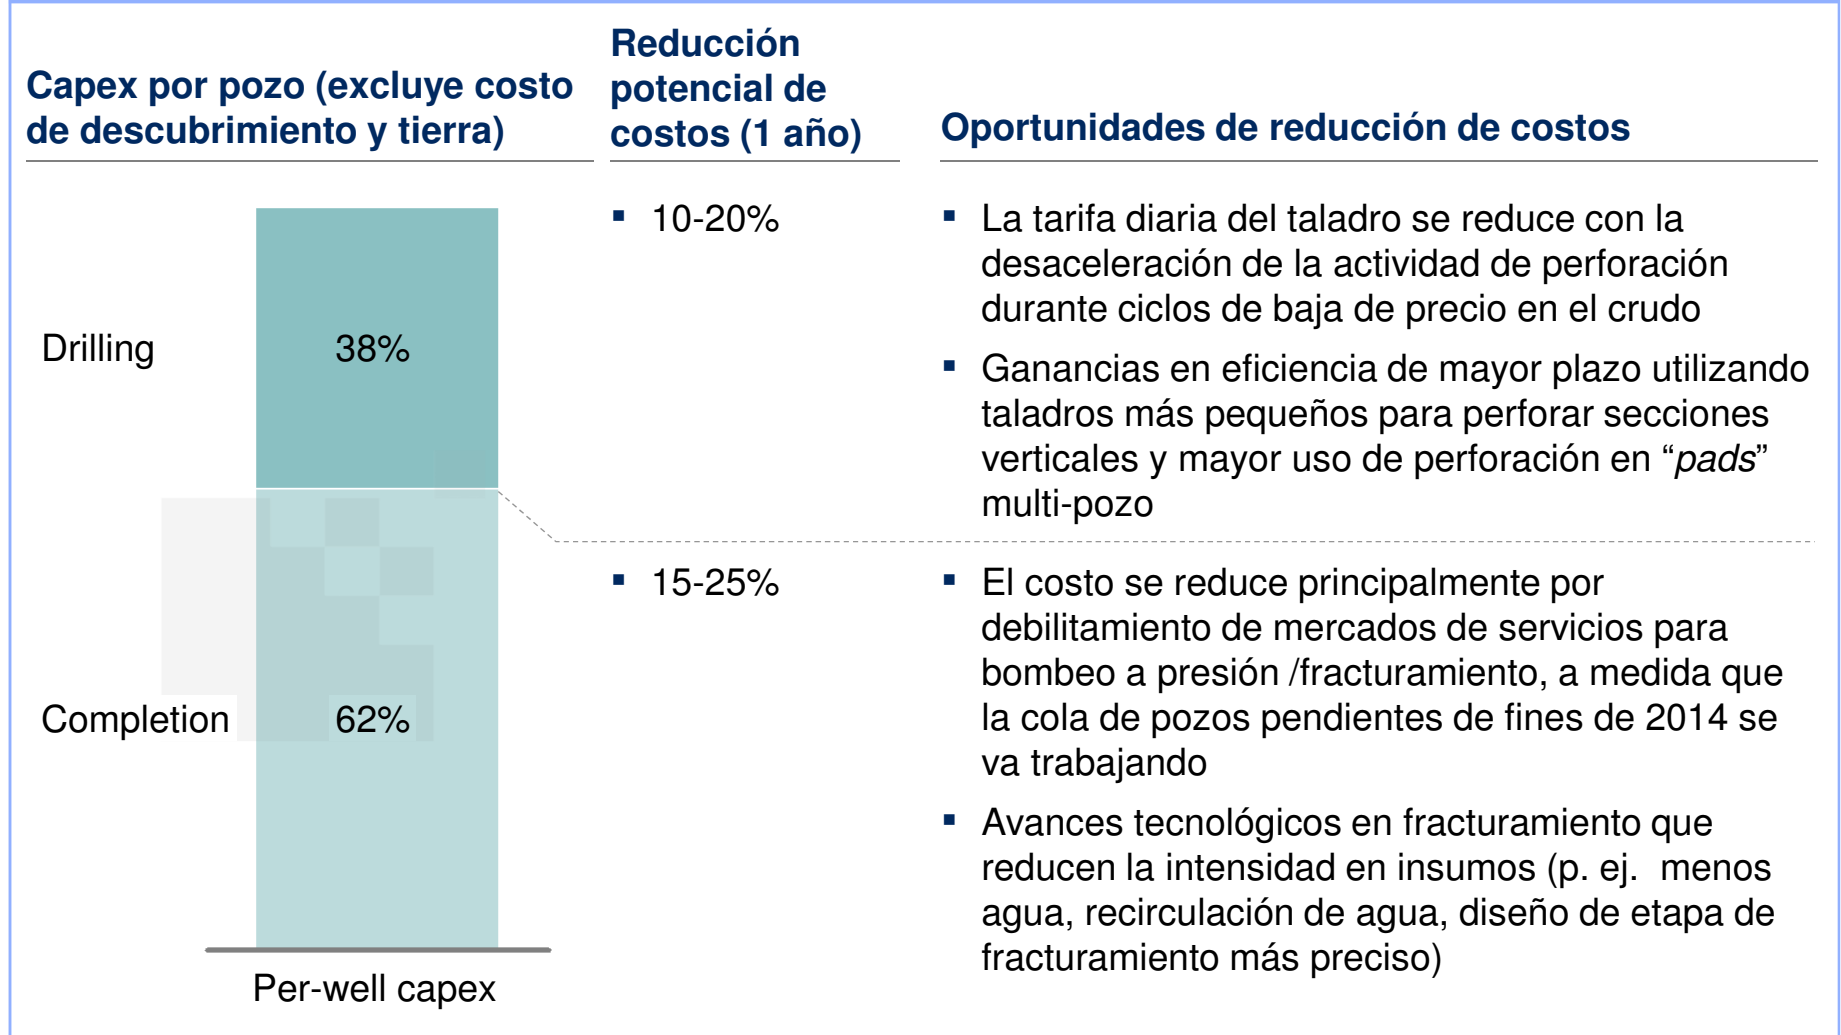 Capex por pozo (excluye costo
de descubrimiento y tierra)
Reducción
potencial de
costos (1 año)
Oportunidades de reducción de costos
Drilling
38%
▪ 10-20%
▪ La tarifa diaria del taladro se reduce con la
desaceleración de la actividad de perforación
durante ciclos de baja de precio en el crudo
▪ Ganancias en eficiencia de mayor plazo utilizando
taladros más pequeños para perforar secciones
verticales y mayor uso de perforación en “pads”
multi-pozo
Completion
62%
▪ 15-25%
▪ El costo se reduce principalmente por
debilitamiento de mercados de servicios para
bombeo a presión /fracturamiento, a medida que
la cola de pozos pendientes de fines de 2014 se
va trabajando
▪ Avances tecnológicos en fracturamiento que
reducen la intensidad en insumos (p. ej.  menos
agua, recirculación de agua, diseño de etapa de
fracturamiento más preciso)
Per-well capex